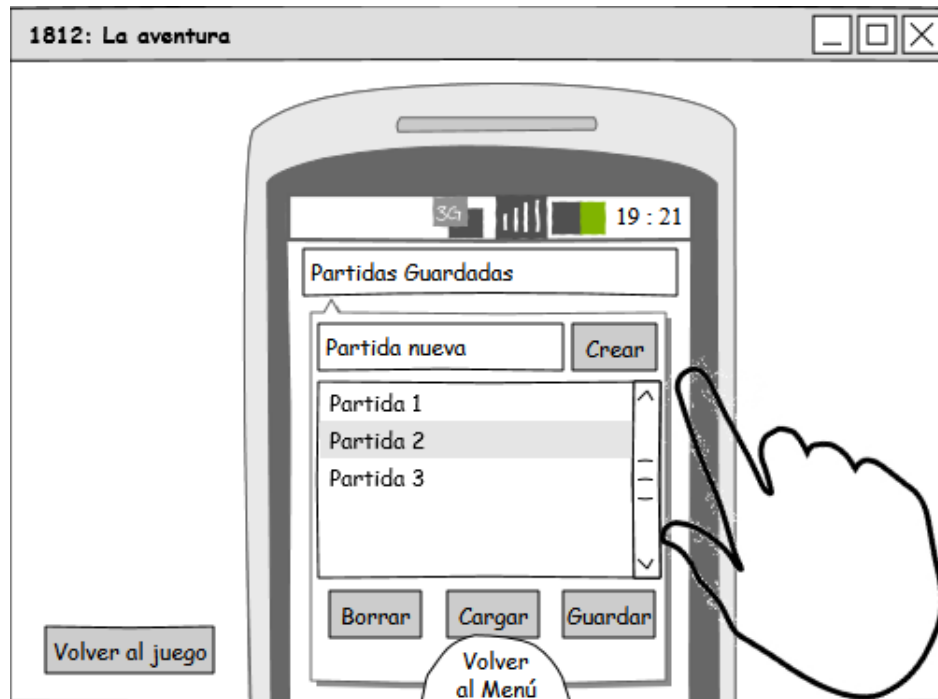 1812: La aventura
3G
19 : 21
Partidas Guardadas
Partida nueva
Crear
Partida 1
Partida 2
Partida 3
Borrar
Cargar
Guardar
Volver al juego
Volver
al Menú